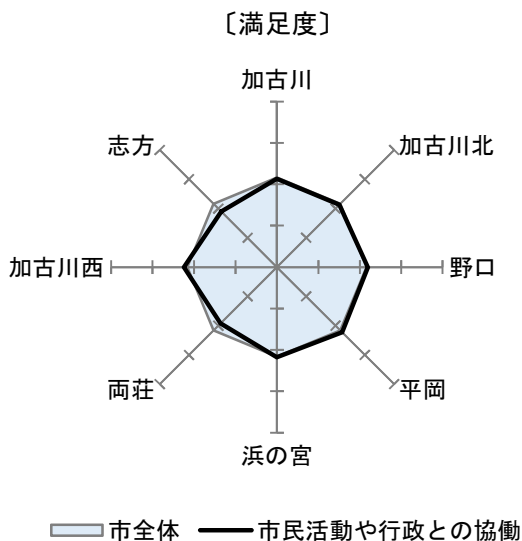 〔満足度〕
加古川
志方
加古川北
加古川西
野口
両荘
平岡
浜の宮
市全体
市民活動や行政との協働